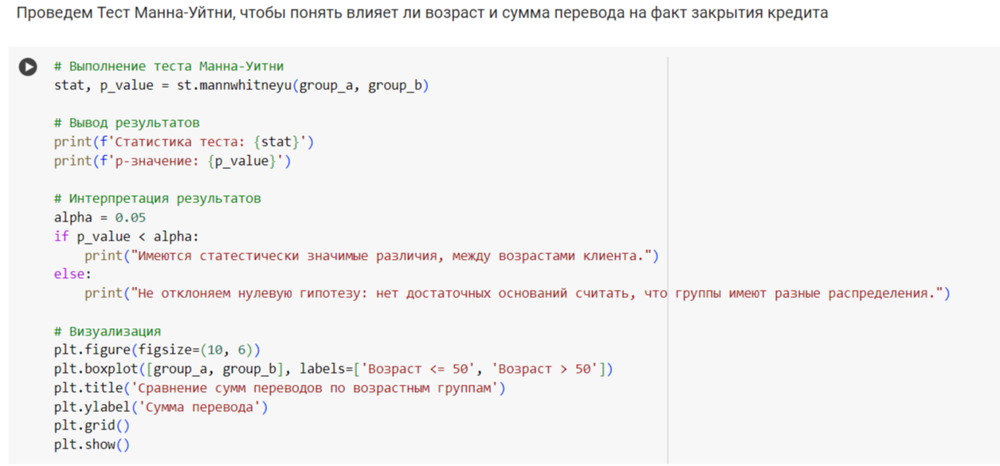 Проведем Тест Манна-Уйтни, чтобы понять влияет ли возраст и сумма перевода на факт закрытия кредита
# Выполнение теста Манна-Уитни
stat, p_value = st.mannwhitneyu(group_a, group_b)
# Вывод результатов
print(f'Статистика теста: {stat}')
print(f'p-значение: {p_value}')
# Интерпретация результатов
alpha = 0.05
if p_value < alpha:
    print("Имеются статестически значимые различия, между возрастами клиента.")
else:
    print("Не отклоняем нулевую гипотезу: нет достаточных оснований считать, что группы имеют разные распределения.")
# Визуализация
plt.figure(figsize=(10, 6))
plt.boxplot([group_a, group_b], labels=['Возраст <= 50', 'Возраст > 50'])
plt.title('Сравнение сумм переводов по возрастным группам')
plt.ylabel('Сумма перевода')
plt.grid()
plt.show()